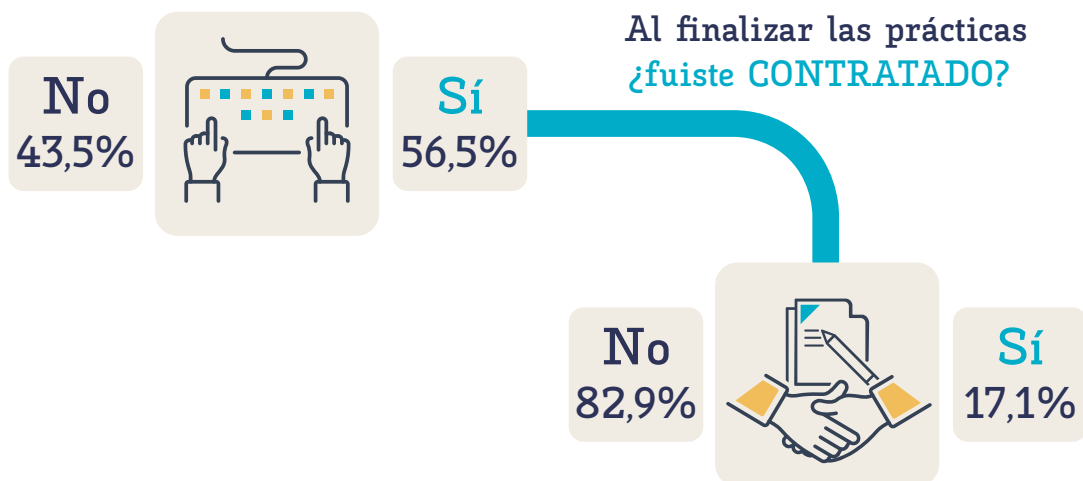 Al finalizar las prácticas
¿fuiste CONTRATADO?
No
43,5%
Sí
56,5%
No
82,9%
Sí
17,1%